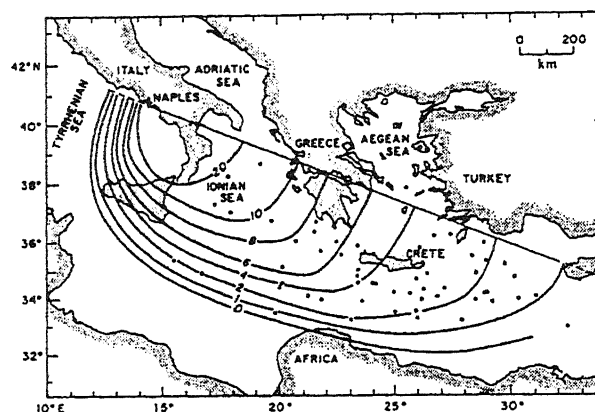 0 200
km
42°N
ITALY
ADRIATIC
SEA
NAPLES
TYRRHENIAN
SEA
40°
GREECE
AEGEAN
SEA
TURKEY
38°
IONIAN
SEA
10
8
36°
6
CRETE
4
34°
2
1
0
32°
AFRICA
10°E 15° 20° 25° 30°